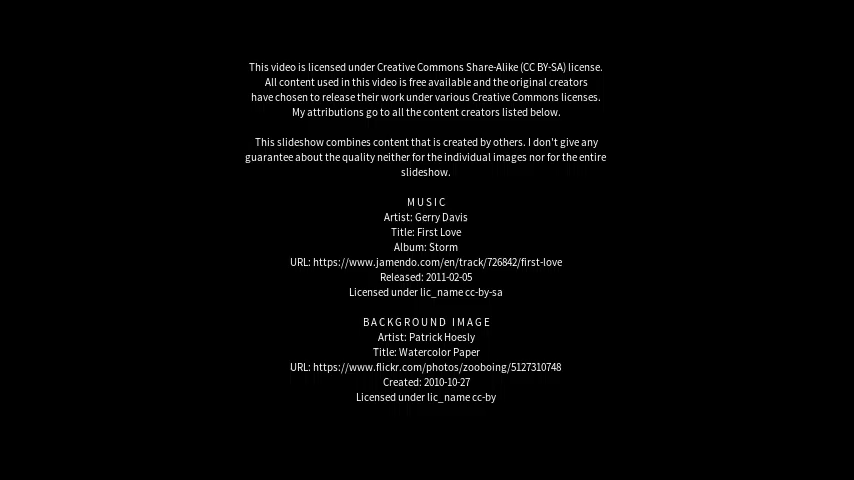 This video is licensed under Creative Commons Share-Alike (CC BY-SA) license.
All content used in this video is free available and the original creators
have chosen to release their work under various Creative Commons licenses.
My attributions go to all the content creators listed below.
This slideshow combines content that is created by others. I don't give any
guarantee about the quality neither for the individual images nor for the entire
slideshow.
MUSIC
Artist: Gerry Davis
Title: First Love
Album: Storm
URL: https://www.jamendo.com/en/track/726842/first-love
Released: 2011-02-05
Licensed under lic_name cc-by-sa
BACKGROUND IMAGE
Artist: Patrick Hoesly
Title: Watercolor Paper
URL: https://www.flickr.com/photos/zooboing/5127310748
Created: 2010-10-27
Licensed under lic_name cc-by